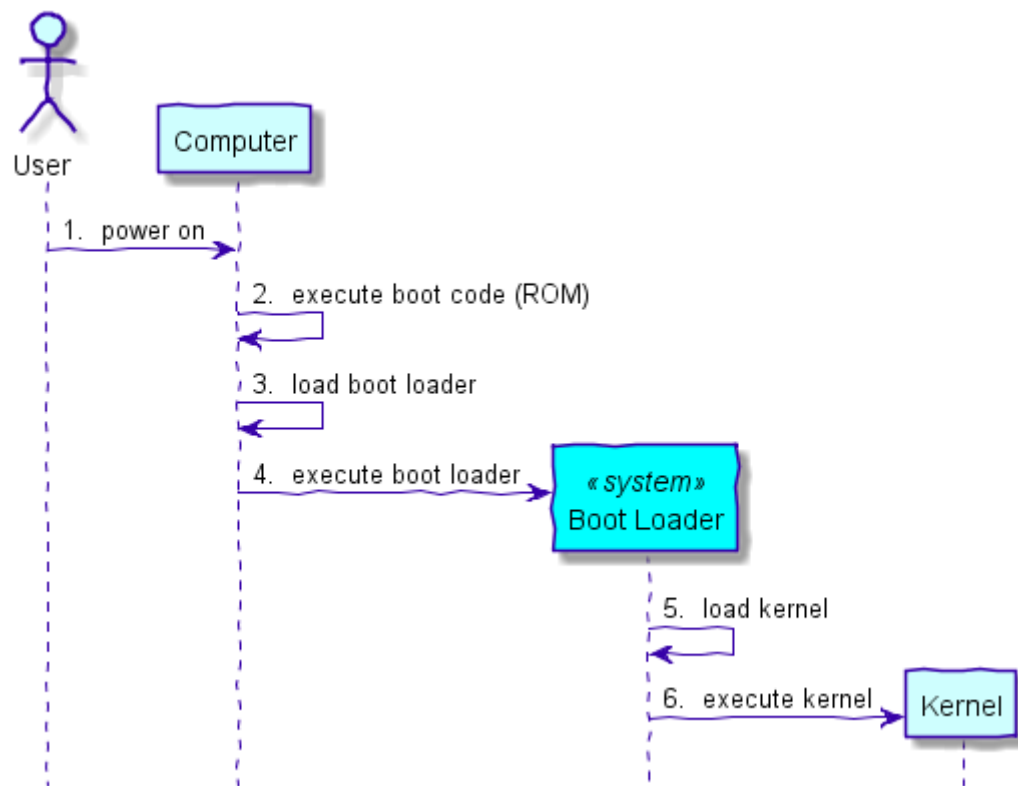 User
Computer
1. power on
2. execute boot code (ROM)
3. load boot loader
4. execute boot loader
«system»
Boot Loader
5. load kernel
6. execute kernel
Kernel